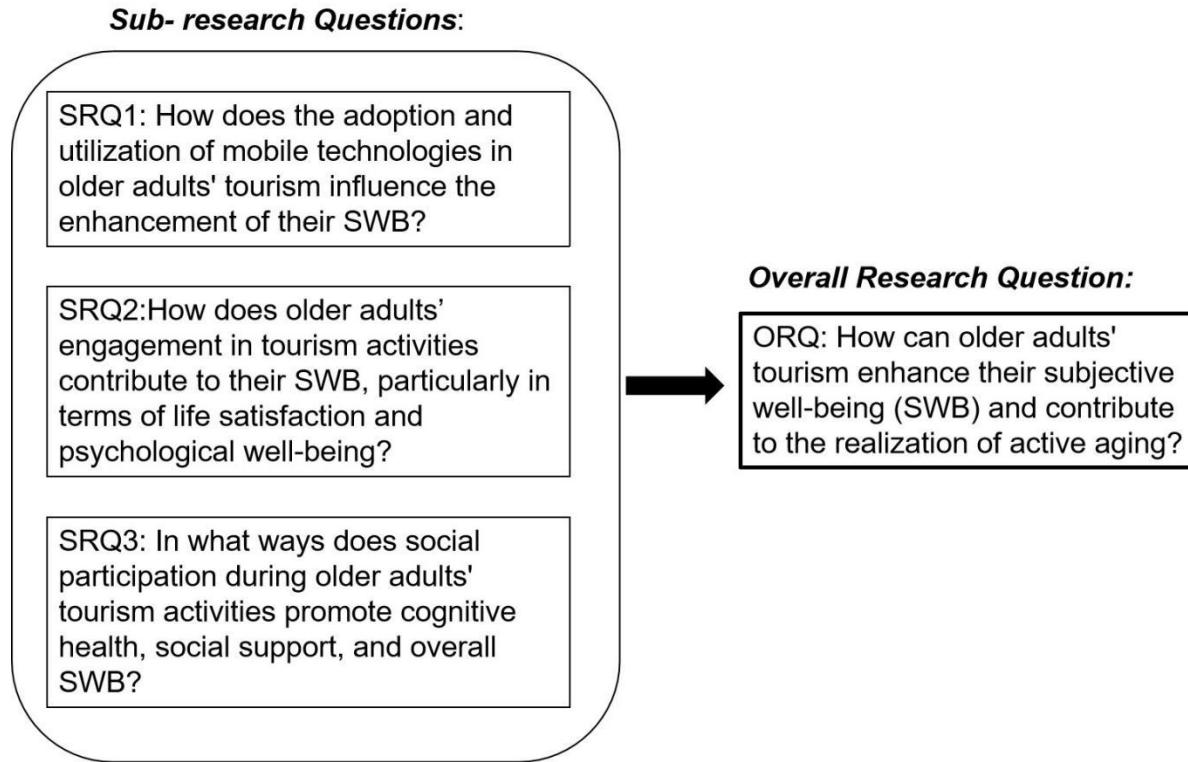 Sub- research Questions:
SRQ1: How does the adoption and
utilization of mobile technologies in
older adults' tourism influence the
enhancement of their SWB?
SRQ2:How does older adults’
engagement in tourism activities
contribute to their SWB, particularly in
terms of life satisfaction and
psychological well-being?
SRQ3: In what ways does social
participation during older adults'
tourism activities promote cognitive
health, social support, and overall
SWB?
Overall Research Question:
ORQ: How can older adults'
tourism enhance their subjective
well-being (SWB) and contribute
to the realization of active aging?